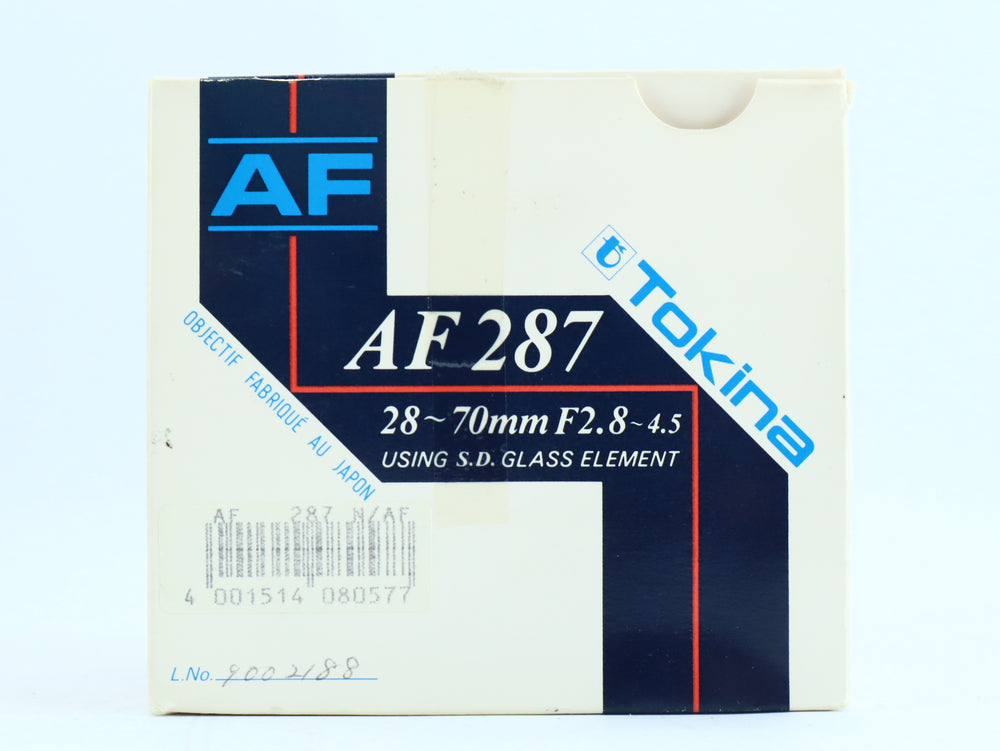 AF
Tokina
AF 287
28~70mm F2.8~4.5
USING S.D. GLASS ELEMENT
OBJECTIF FABRIQUÉ AU JAPON
AF 287 N/AF
4 001514 080577
L.No. 9002188